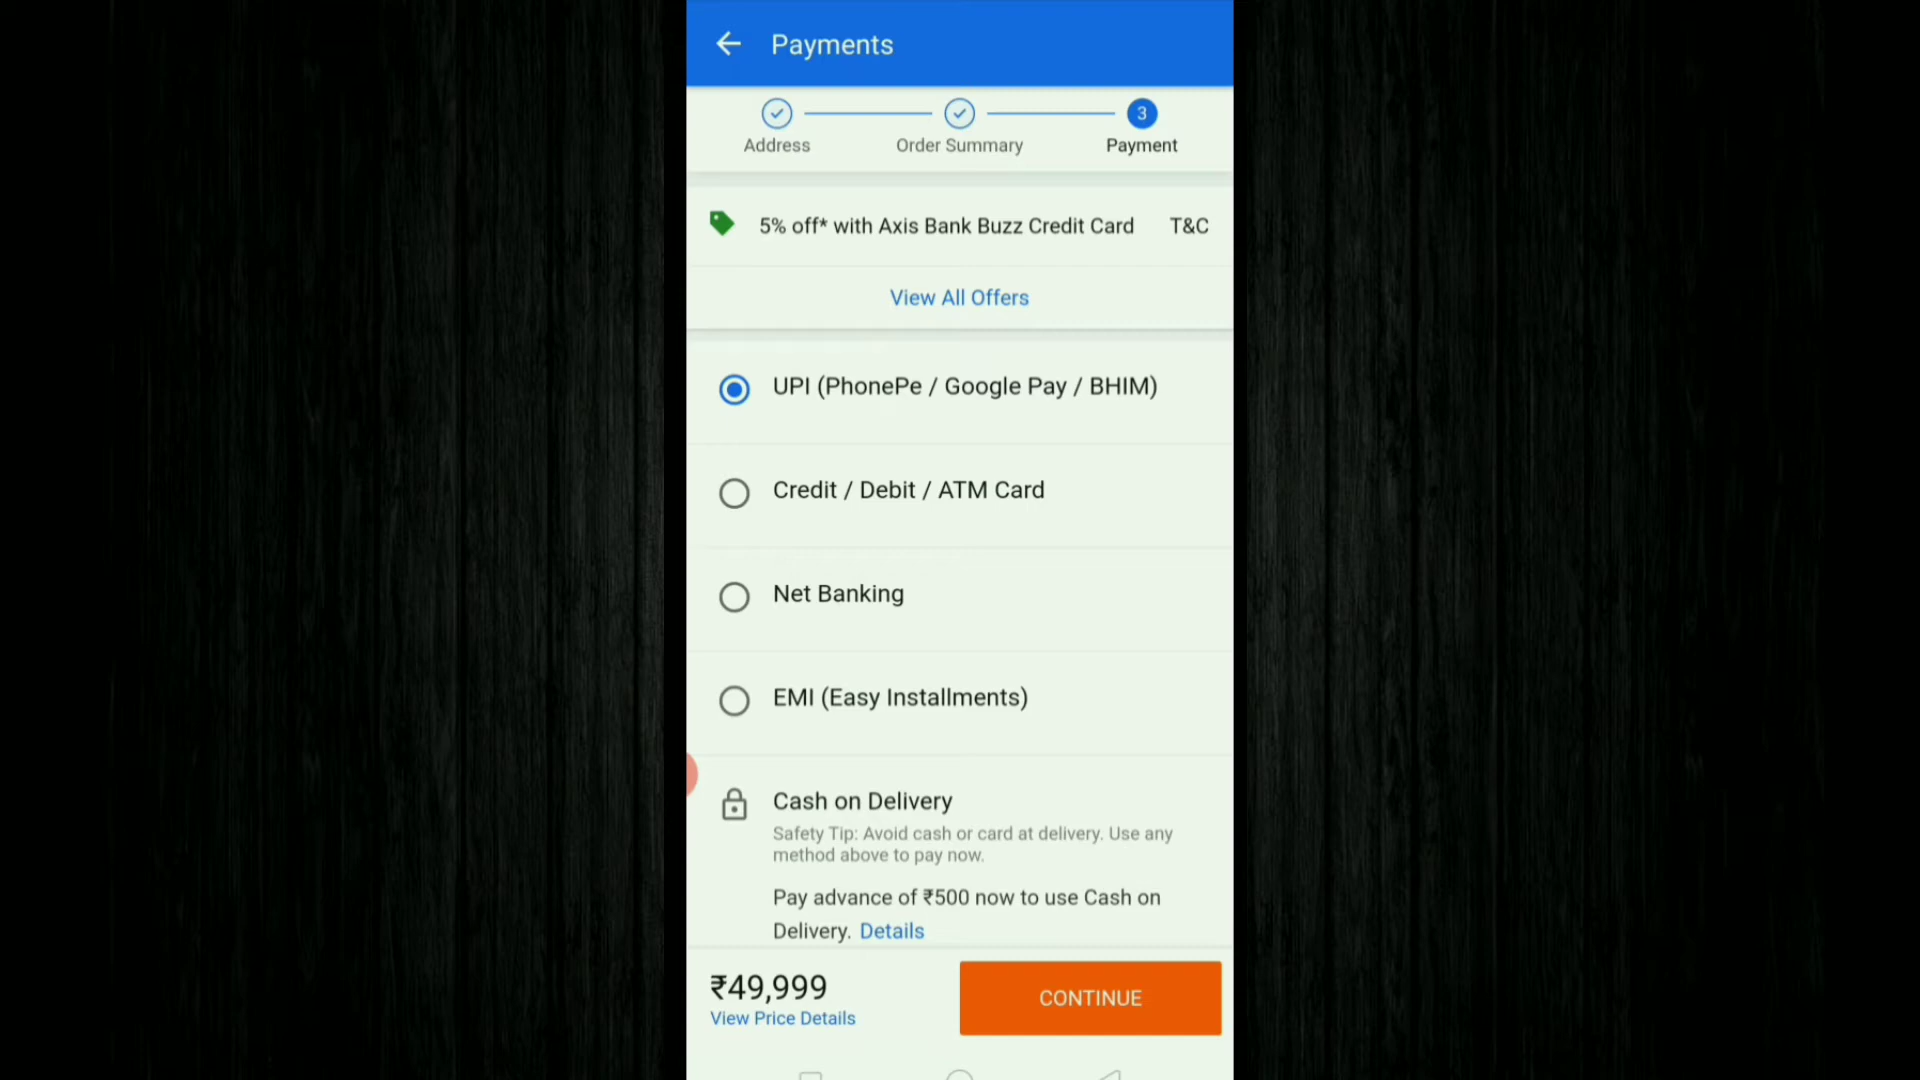 Payments
3
Address Order Summary Payment
5% off* with Axis Bank Buzz Credit Card T&C
View All Offers
UPI (PhonePe / Google Pay / BHIM)
Credit / Debit / ATM Card
Net Banking
EMI (Easy Installments)
Cash on Delivery
Safety Tip: Avoid cash or card at delivery. Use any
method above to pay now.
Pay advance of ₹500 now to use Cash on
Delivery. Details
₹49,999
CONTINUE
View Price Details